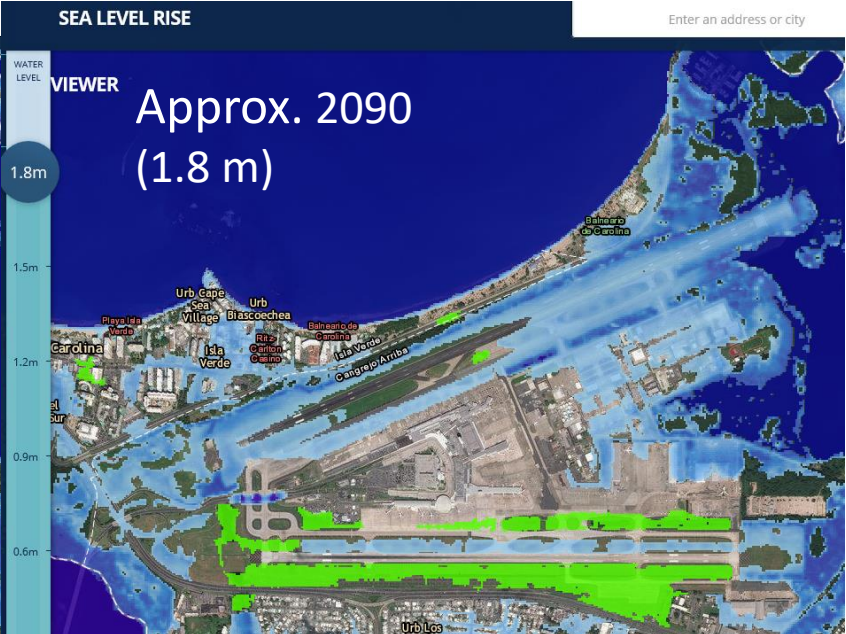 SEA LEVEL RISE
Enter an address or city
WATER
LEVEL
VIEWER
Approx. 2090
(1.8 m)
1.8m
1.5m
1.2m
0.9m
0.6m
Balneario
de Carolina
Urb Cape
Sea
Village
Urb
Biascoechea
Playa Isla
Verde
Balneario de
Carolina
Ritz
Carlton
Casino
Isla
Verde
Isla Verde
Cangrejo Arriba
Carolina
el
Sur
Urb Los